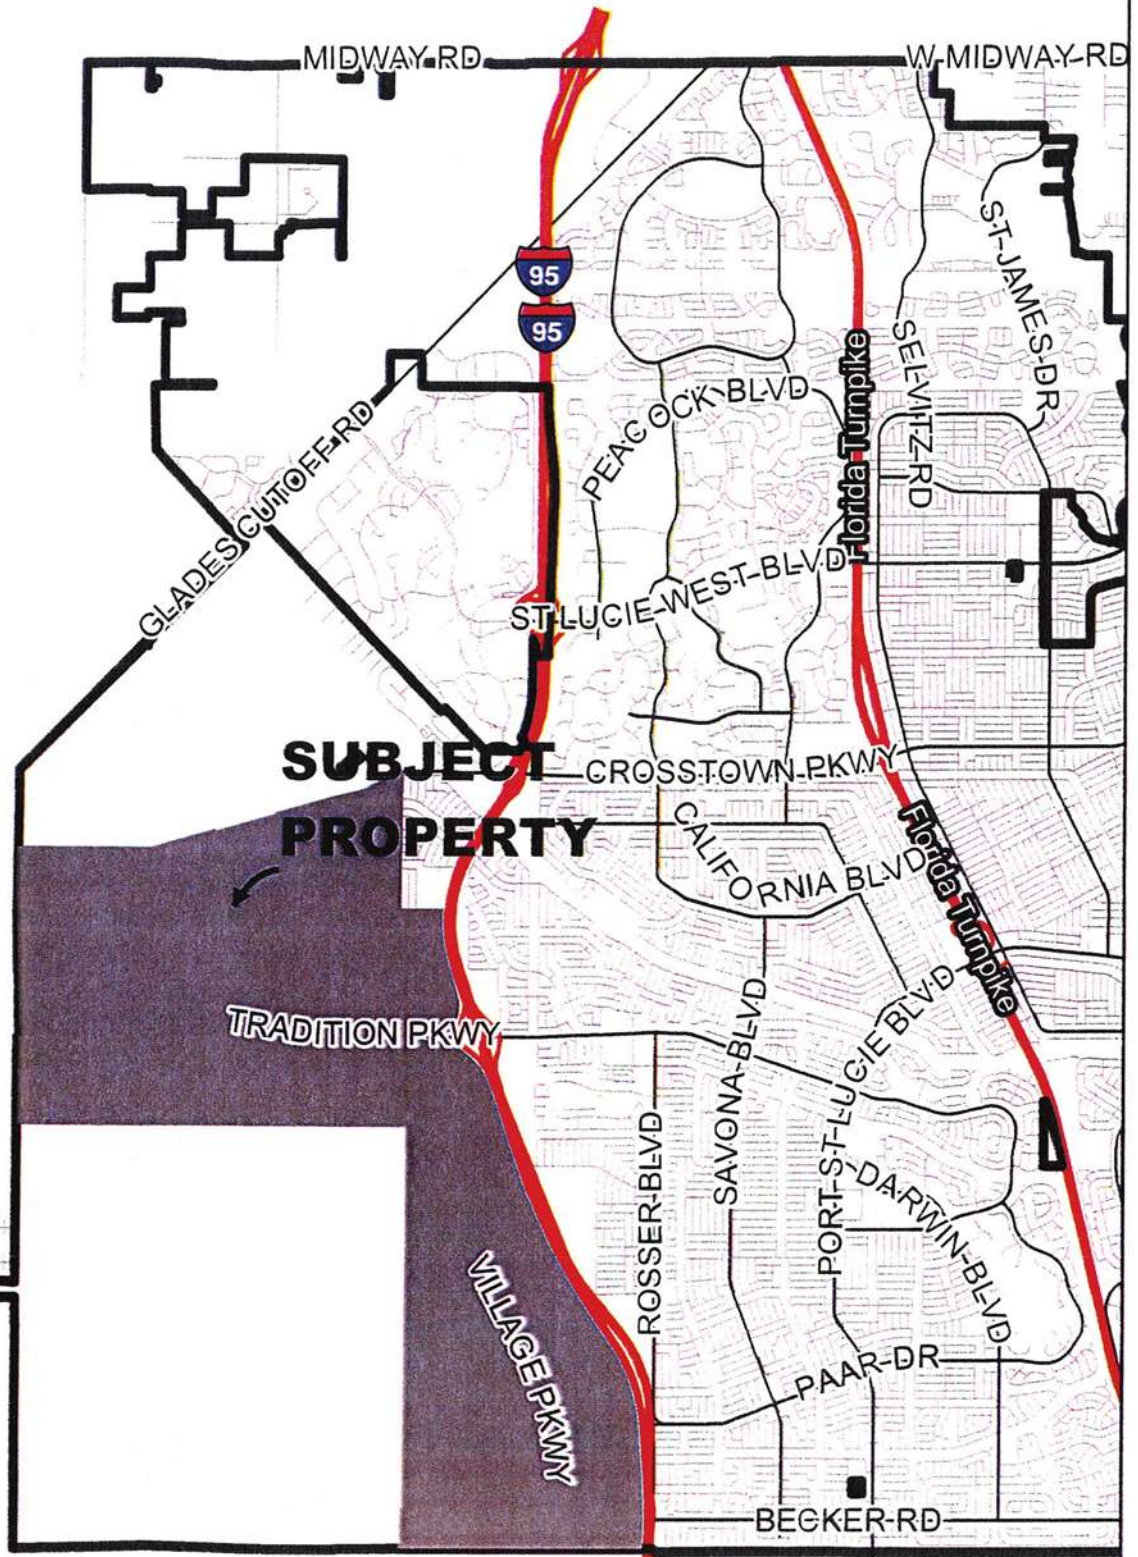 MIDWAY RD
W MIDWAY RD
95
95
ST JAMES DR
SELVITZ RD
Florida Turnpike
PEACOCK BLVD
GLADES CUTOFF RD
ST LUCIE WEST BLVD
SUBJECT
PROPERTY
CROSSTOWN PKWY
CALIFORNIA BLVD
Florida Turnpike
TRADITION PKWY
SAVONA BLVD
PORT ST LUCIE BLVD
ROSSER BLVD
DARWIN BLVD
VILLAGE PKWY
PAAR DR
BECKER RD